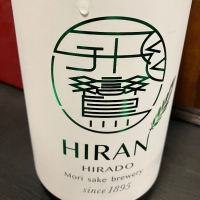 HIRAN
HIRADO
Mori sake brewery
since 1895